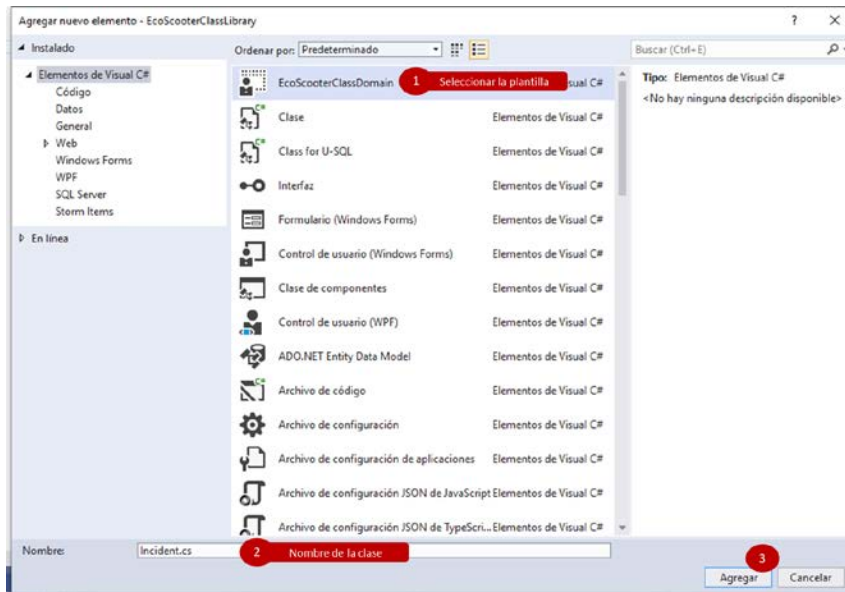 Agregar nuevo elemento - EcoScooterClassLibrary
? ×
Instalado
Elementos de Visual C#
Código
Datos
General
Web
Windows Forms
WPF
SQL Server
Storm Items
En línea
Ordenar por: Predeterminado
EcoScooterClassDomain
1 Seleccionar la plantilla
sual C#
Clase Elementos de Visual C#
Class for U-SQL Elementos de Visual C#
Interfaz Elementos de Visual C#
Formulario (Windows Forms) Elementos de Visual C#
Control de usuario (Windows Forms) Elementos de Visual C#
Clase de componentes Elementos de Visual C#
Control de usuario (WPF) Elementos de Visual C#
ADO.NET Entity Data Model Elementos de Visual C#
Archivo de código Elementos de Visual C#
Archivo de configuración Elementos de Visual C#
Archivo de configuración de aplicaciones Elementos de Visual C#
Archivo de configuración JSON de JavaScript Elementos de Visual C#
Archivo de configuración JSON de TypeScri... Elementos de Visual C#
Buscar (Ctrl+E)
Tipo: Elementos de Visual C#
<No hay ninguna descripción disponible>
Nombre: Incident.cs
2 Nombre de la clase
3
Agregar Cancelar